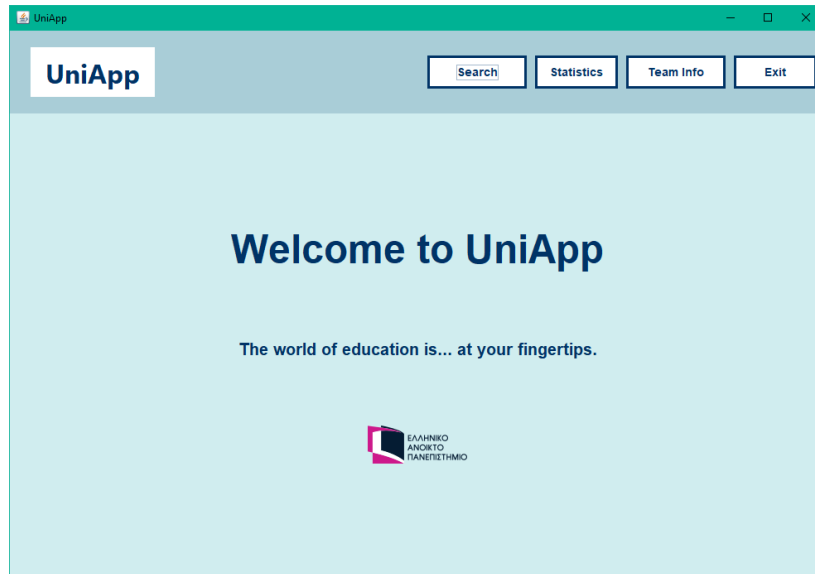 UniApp
UniApp
Search
Statistics
Team Info
Exit
Welcome to UniApp
The world of education is... at your fingertips.
ΕΛΛΗΝΙΚΟ
ΑΝΟΙΚΤΟ
ΠΑΝΕΠΙΣΤΗΜΙΟ